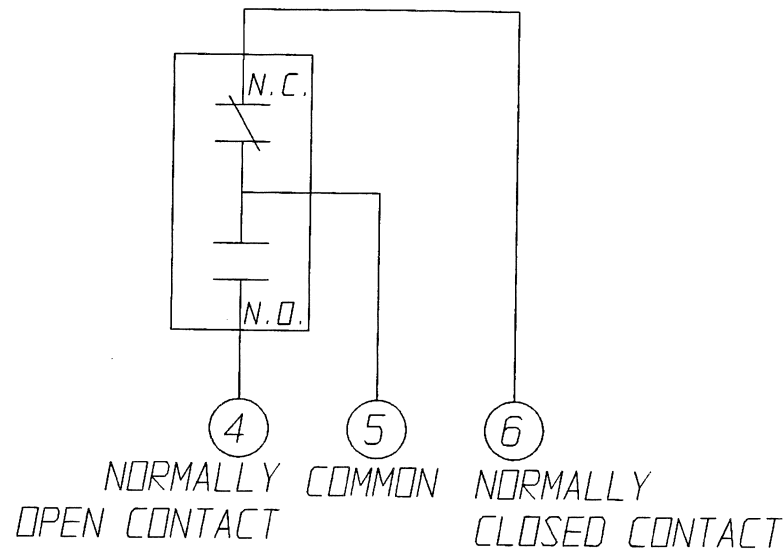 N.C.
N.O.
4 5 6
NORMALLY COMMON NORMALLY
OPEN CONTACT CLOSED CONTACT